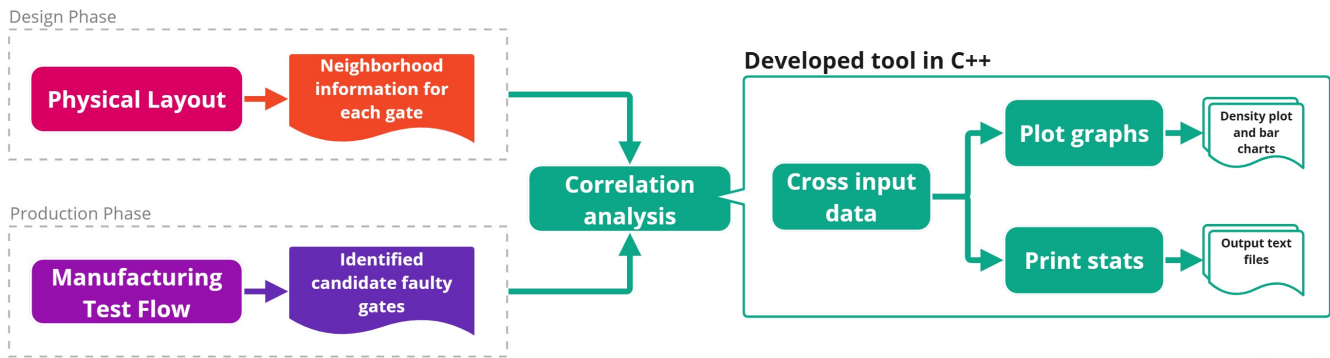 Design Phase
Physical Layout
Neighborhood
information for
each gate
Production Phase
Manufacturing
Test Flow
Identified
candidate faulty
gates
Correlation
analysis
Developed tool in C++
Cross input
data
Plot graphs
Density plot
and bar
charts
Print stats
Output text
files